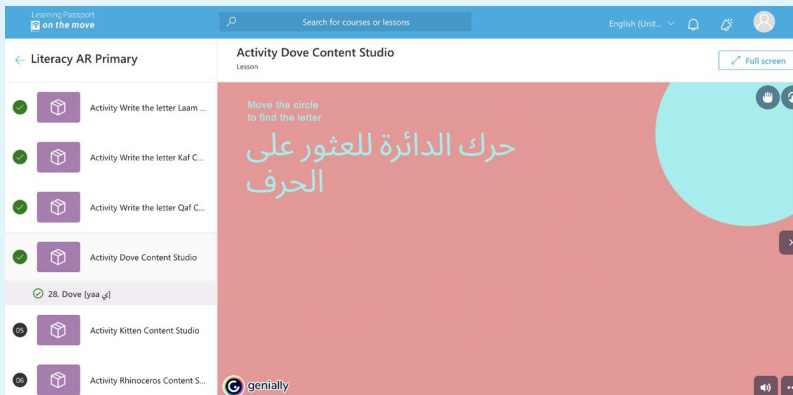 Learning Passport
on the move
Search for courses or lessons
English (Unit...
Literacy AR Primary
Activity Dove Content Studio
Lesson
Full screen
Activity Write the letter Laam ...
Activity Write the letter Kaf C...
Activity Write the letter Qaf C...
Activity Dove Content Studio
28. Dove [yaa ي]
05
Activity Kitten Content Studio
06
Activity Rhinoceros Content S...
Move the circle
to find the letter
حرك الدائرة للعثور على
الحرف
genially